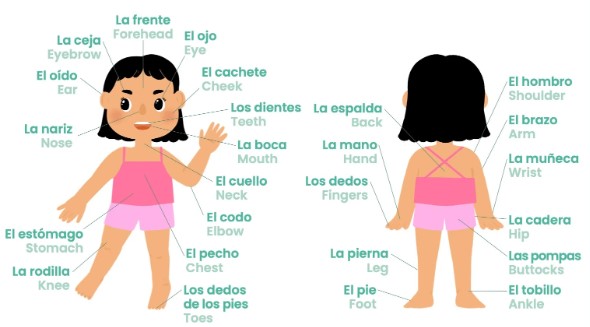 La frente
Forehead
La ceja
Eyebrow
El ojo
Eye
El oído
Ear
El cachete
Cheek
Los dientes
Teeth
La nariz
Nose
La boca
Mouth
El cuello
Neck
El codo
Elbow
El estómago
Stomach
El pecho
Chest
La rodilla
Knee
Los dedos
de los pies
Toes
El hombro
Shoulder
La espalda
Back
El brazo
Arm
La mano
Hand
La muñeca
Wrist
Los dedos
Fingers
La cadera
Hip
La pierna
Leg
Las pompas
Buttocks
El pie
Foot
El tobillo
Ankle